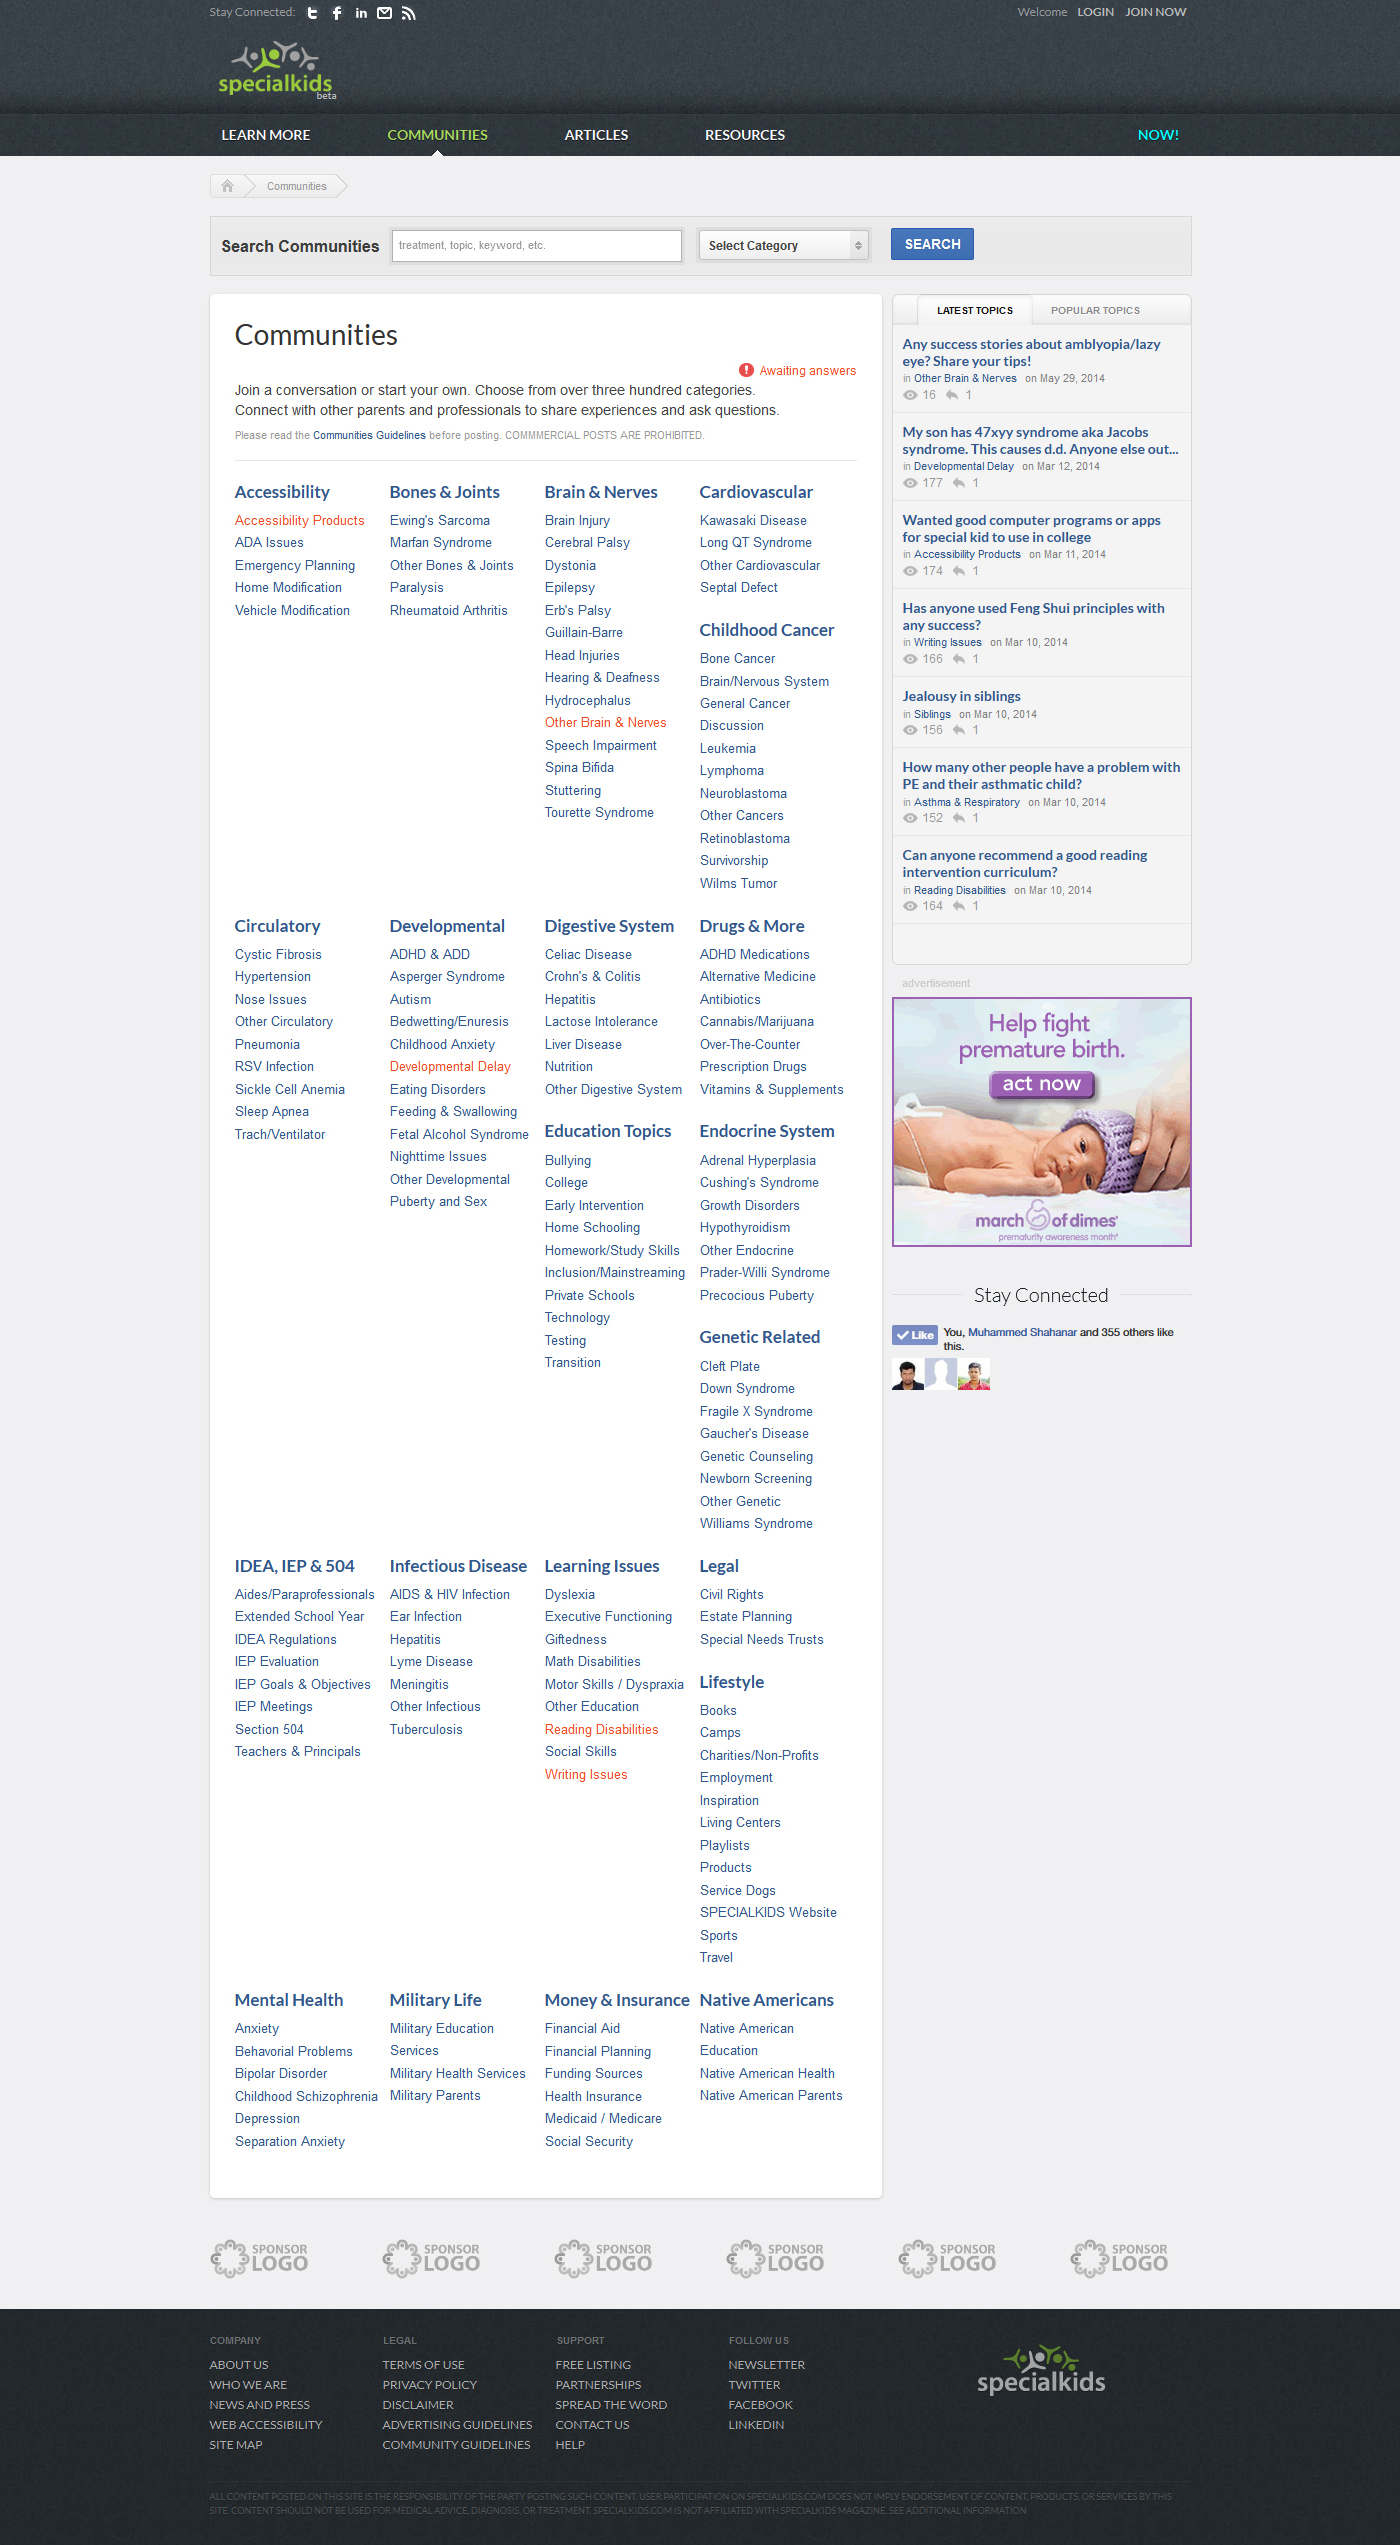 Stay Connected:
Welcome LOGIN JOIN NOW
specialkids
beta
LEARN MORE COMMUNITIES ARTICLES RESOURCES NOW!
Communities
Search Communities treatment, topic, keyword, etc. Select Category SEARCH
Communities
Awaiting answers
Join a conversation or start your own. Choose from over three hundred categories.
Connect with other parents and professionals to share experiences and ask questions.
Please read the Communities Guidelines before posting. COMMMERCIAL POSTS ARE PROHIBITED.
Accessibility
Accessibility Products
ADA Issues
Emergency Planning
Home Modification
Vehicle Modification
Bones & Joints
Ewing's Sarcoma
Marfan Syndrome
Other Bones & Joints
Paralysis
Rheumatoid Arthritis
Brain & Nerves
Brain Injury
Cerebral Palsy
Dystonia
Epilepsy
Erb's Palsy
Guillain-Barre
Head Injuries
Hearing & Deafness
Hydrocephalus
Other Brain & Nerves
Speech Impairment
Spina Bifida
Stuttering
Tourette Syndrome
Cardiovascular
Kawasaki Disease
Long QT Syndrome
Other Cardiovascular
Septal Defect
Childhood Cancer
Bone Cancer
Brain/Nervous System
General Cancer
Discussion
Leukemia
Lymphoma
Neuroblastoma
Other Cancers
Retinoblastoma
Survivorship
Wilms Tumor
Circulatory
Cystic Fibrosis
Hypertension
Nose Issues
Other Circulatory
Pneumonia
RSV Infection
Sickle Cell Anemia
Sleep Apnea
Trach/Ventilator
Developmental
ADHD & ADD
Asperger Syndrome
Autism
Bedwetting/Enuresis
Childhood Anxiety
Developmental Delay
Eating Disorders
Feeding & Swallowing
Fetal Alcohol Syndrome
Nighttime Issues
Other Developmental
Puberty and Sex
Digestive System
Celiac Disease
Crohn's & Colitis
Hepatitis
Lactose Intolerance
Liver Disease
Nutrition
Other Digestive System
Education Topics
Bullying
College
Early Intervention
Home Schooling
Homework/Study Skills
Inclusion/Mainstreaming
Private Schools
Technology
Testing
Transition
Drugs & More
ADHD Medications
Alternative Medicine
Antibiotics
Cannabis/Marijuana
Over-The-Counter
Prescription Drugs
Vitamins & Supplements
Endocrine System
Adrenal Hyperplasia
Cushing's Syndrome
Growth Disorders
Hypothyroidism
Other Endocrine
Prader-Willi Syndrome
Precocious Puberty
Genetic Related
Cleft Plate
Down Syndrome
Fragile X Syndrome
Gaucher's Disease
Genetic Counseling
Newborn Screening
Other Genetic
Williams Syndrome
IDEA, IEP & 504
Aides/Paraprofessionals
Extended School Year
IDEA Regulations
IEP Evaluation
IEP Goals & Objectives
IEP Meetings
Section 504
Teachers & Principals
Infectious Disease
AIDS & HIV Infection
Ear Infection
Hepatitis
Lyme Disease
Meningitis
Other Infectious
Tuberculosis
Learning Issues
Dyslexia
Executive Functioning
Giftedness
Math Disabilities
Motor Skills / Dyspraxia
Other Education
Reading Disabilities
Social Skills
Writing Issues
Legal
Civil Rights
Estate Planning
Special Needs Trusts
Lifestyle
Books
Camps
Charities/Non-Profits
Employment
Inspiration
Living Centers
Playlists
Products
Service Dogs
SPECIALKIDS Website
Sports
Travel
Mental Health
Anxiety
Behavorial Problems
Bipolar Disorder
Childhood Schizophrenia
Depression
Separation Anxiety
Military Life
Military Education
Services
Military Health Services
Military Parents
Money & Insurance
Financial Aid
Financial Planning
Funding Sources
Health Insurance
Medicaid / Medicare
Social Security
Native Americans
Native American
Education
Native American Health
Native American Parents
LATEST TOPICS POPULAR TOPICS
Any success stories about amblyopia/lazy
eye? Share your tips!
in Other Brain & Nerves on May 29, 2014
16 1
My son has 47xyy syndrome aka Jacobs
syndrome. This causes d.d. Anyone else out...
in Developmental Delay on Mar 12, 2014
177 1
Wanted good computer programs or apps
for special kid to use in college
in Accessibility Products on Mar 11, 2014
174 1
Has anyone used Feng Shui principles with
any success?
in Writing Issues on Mar 10, 2014
166 1
Jealousy in siblings
in Siblings on Mar 10, 2014
156 1
How many other people have a problem with
PE and their asthmatic child?
in Asthma & Respiratory on Mar 10, 2014
152 1
Can anyone recommend a good reading
intervention curriculum?
in Reading Disabilities on Mar 10, 2014
164 1
advertisement
Help fight
premature birth.
act now
march of dimes®
prematurity awareness month®
Stay Connected
Like You, Muhammed Shahanar and 355 others like
this.
SPONSOR LOGO SPONSOR LOGO SPONSOR LOGO SPONSOR LOGO SPONSOR LOGO SPONSOR LOGO
COMPANY
ABOUT US
WHO WE ARE
NEWS AND PRESS
WEB ACCESSIBILITY
SITE MAP
LEGAL
TERMS OF USE
PRIVACY POLICY
DISCLAIMER
ADVERTISING GUIDELINES
COMMUNITY GUIDELINES
SUPPORT
FREE LISTING
PARTNERSHIPS
SPREAD THE WORD
CONTACT US
HELP
FOLLOW US
NEWSLETTER
TWITTER
FACEBOOK
LINKEDIN
specialkids
ALL CONTENT POSTED ON THIS SITE IS THE RESPONSIBILITY OF THE PARTY POSTING SUCH CONTENT. USER PARTICIPATION ON SPECIALKIDS.COM DOES NOT IMPLY ENDORSEMENT OF CONTENT, PRODUCTS, OR SERVICES BY THIS
SITE. CONTENT SHOULD NOT BE USED FOR MEDICAL ADVICE, DIAGNOSIS, OR TREATMENT. SPECIALKIDS.COM IS NOT AFFILIATED WITH SPECIALKIDS MAGAZINE. SEE ADDITIONAL INFORMATION